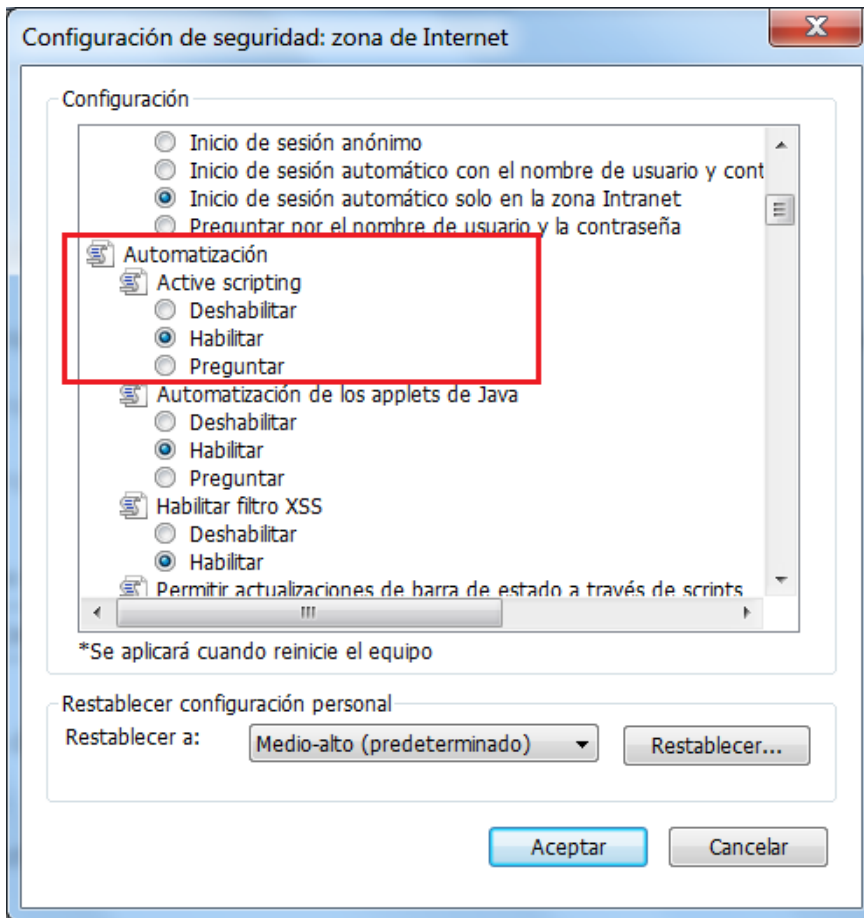 Configuración de seguridad: zona de Internet
X
Configuración
Inicio de sesión anónimo
Inicio de sesión automático con el nombre de usuario y cont
Inicio de sesión automático solo en la zona Intranet
Preguntar por el nombre de usuario y la contraseña
Automatización
Active scripting
Deshabilitar
Habilitar
Preguntar
Automatización de los applets de Java
Deshabilitar
Habilitar
Preguntar
Habilitar filtro XSS
Deshabilitar
Habilitar
Permitir actualizaciones de barra de estado a través de scripts
*Se aplicará cuando reinicie el equipo
Restablecer configuración personal
Restablecer a: Medio-alto (predeterminado) Restablecer...
Aceptar Cancelar